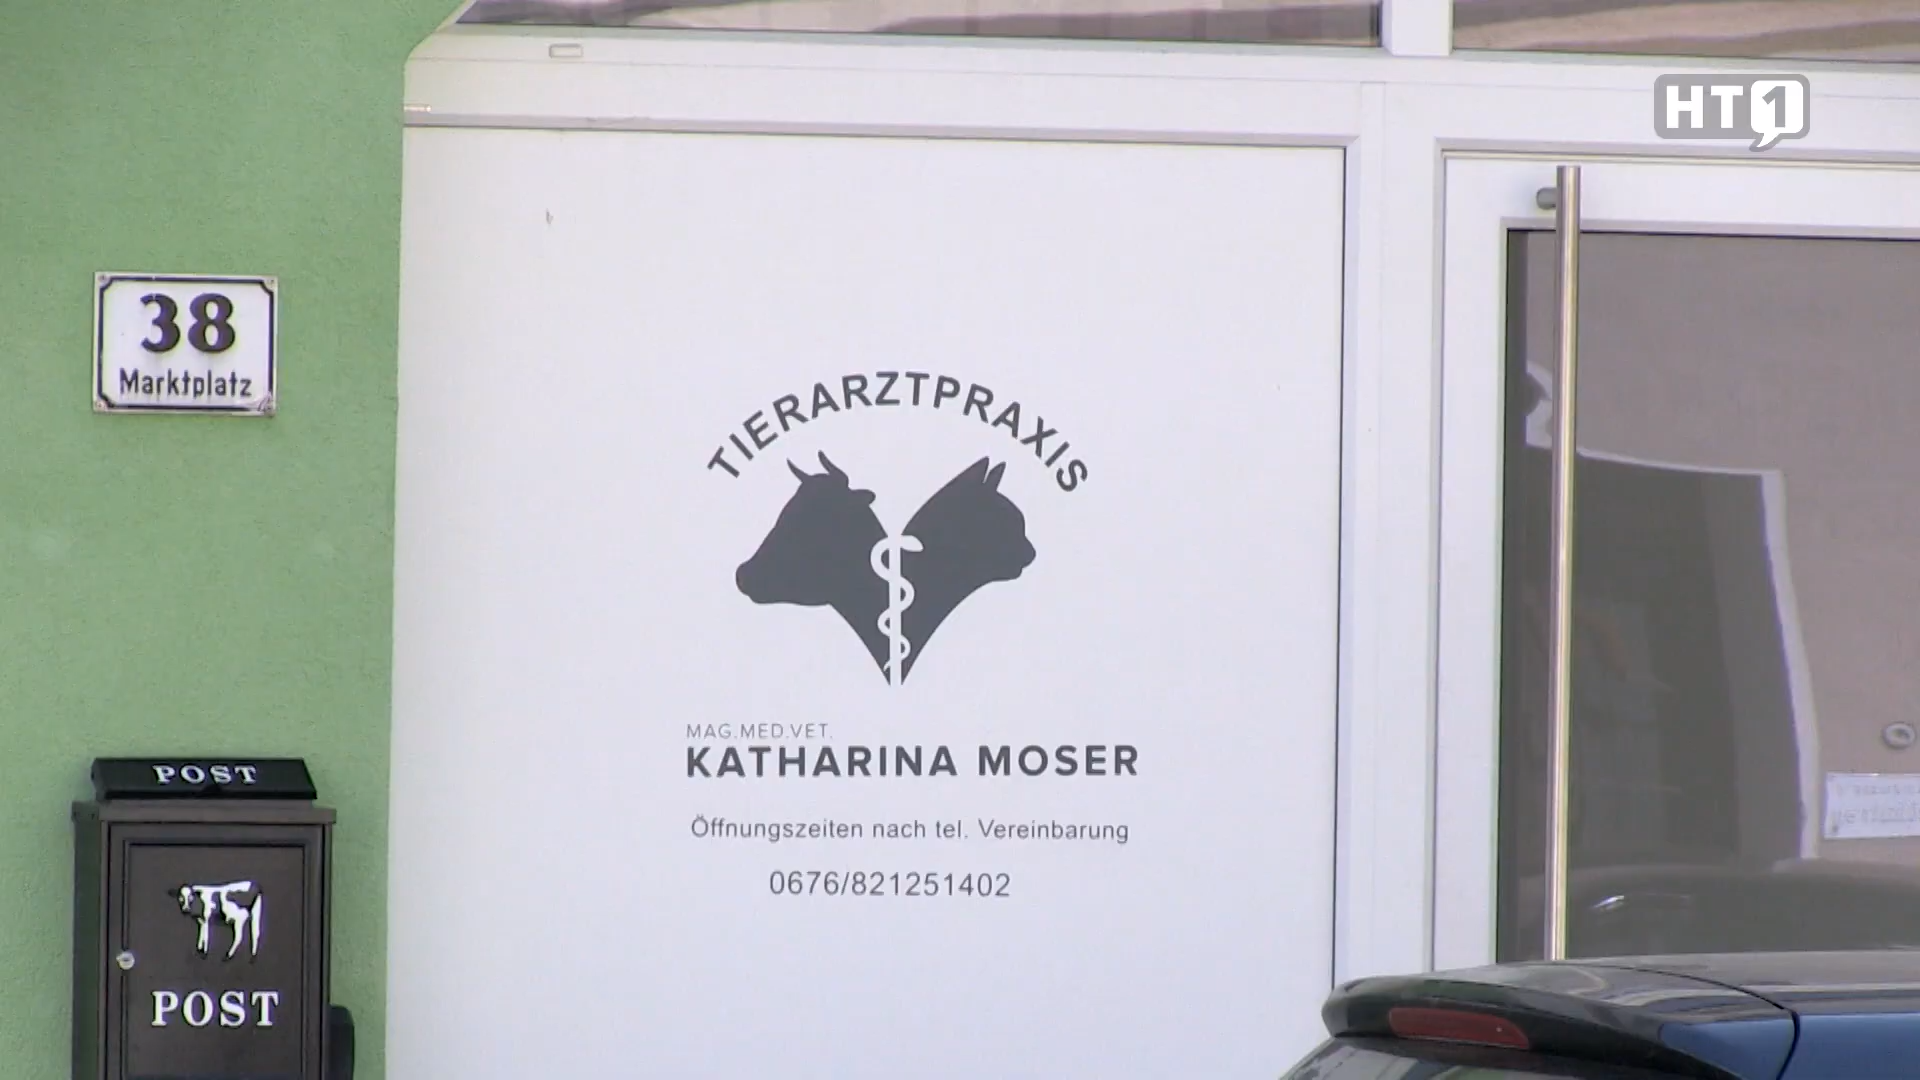 HT1
38
Marktplatz
TIERARZTPRAXIS
MAG.MED.VET.
KATHARINA MOSER
Öffnungszeiten nach tel. Vereinbarung
0676/821251402
POST
POST